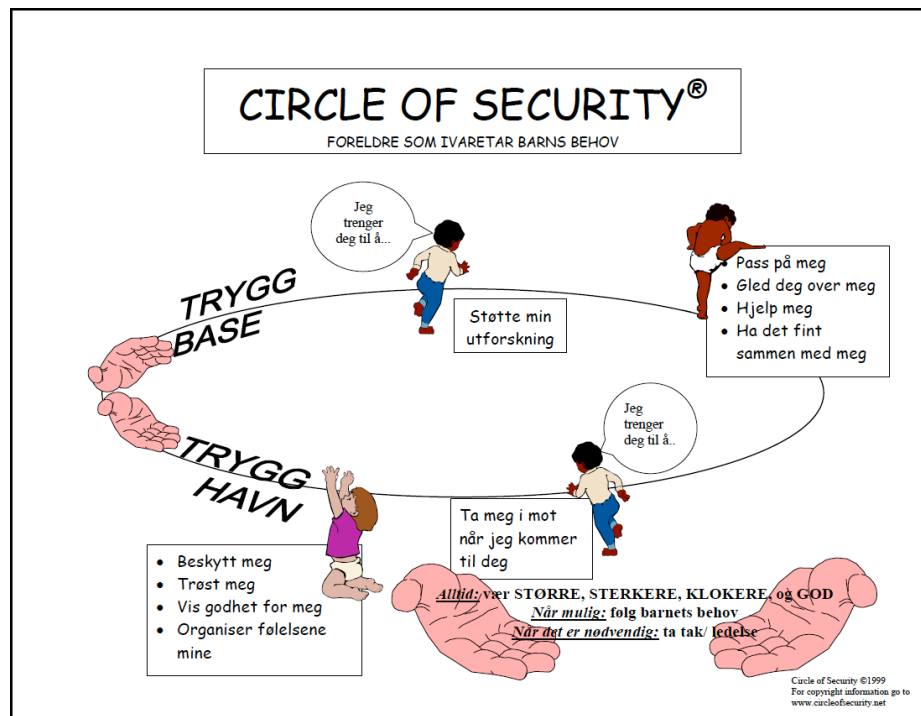 CIRCLE OF SECURITY®
FORELDRE SOM IVARETAR BARNS BEHOV
Jeg
trenger
deg til å...
TRYGG
BASE
Støtte min
utforskning
• Pass på meg
• Gled deg over meg
• Hjelp meg
• Ha det fint
sammen med meg
TRYGG
HAVN
Jeg
trenger
deg til å..
Ta meg i mot
når jeg kommer
til deg
• Beskytt meg
• Trøst meg
• Vis godhet for meg
• Organiser følelsene
mine
Alltid: vær STØRRE, STERKERE, KLOKERE, og GOD
Når mulig: følg barnets behov
Når det er nødvendig: ta tak/ ledelse
Circle of Security ©1999
For copyright information go to
www.circleofsecurity.net